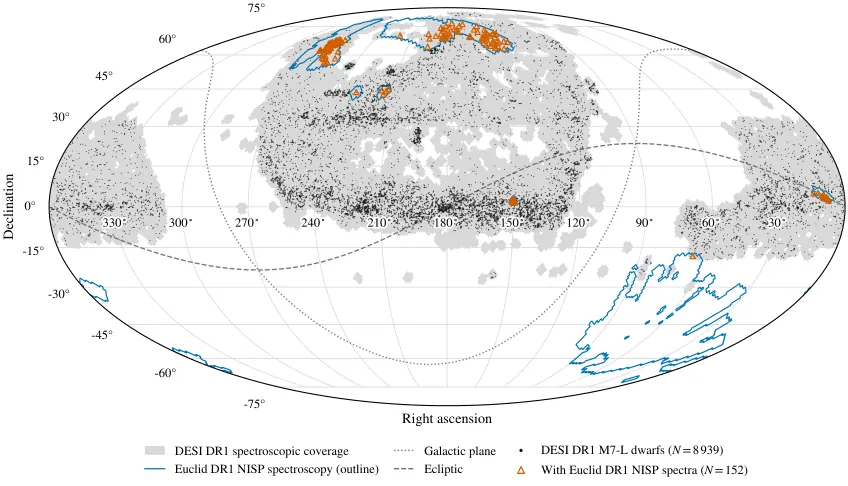 75°
60°
45°
30°
15°
0°
-15°
-30°
-45°
-60°
-75°
Declination
330° 300° 270° 240° 210° 180° 150° 120° 90° 60° 30°
Right ascension
DESI DR1 spectroscopic coverage
Euclid DR1 NISP spectroscopy (outline)
Galactic plane
Ecliptic
DESI DR1 M7-L dwarfs (N = 8 939)
With Euclid DR1 NISP spectra (N = 152)